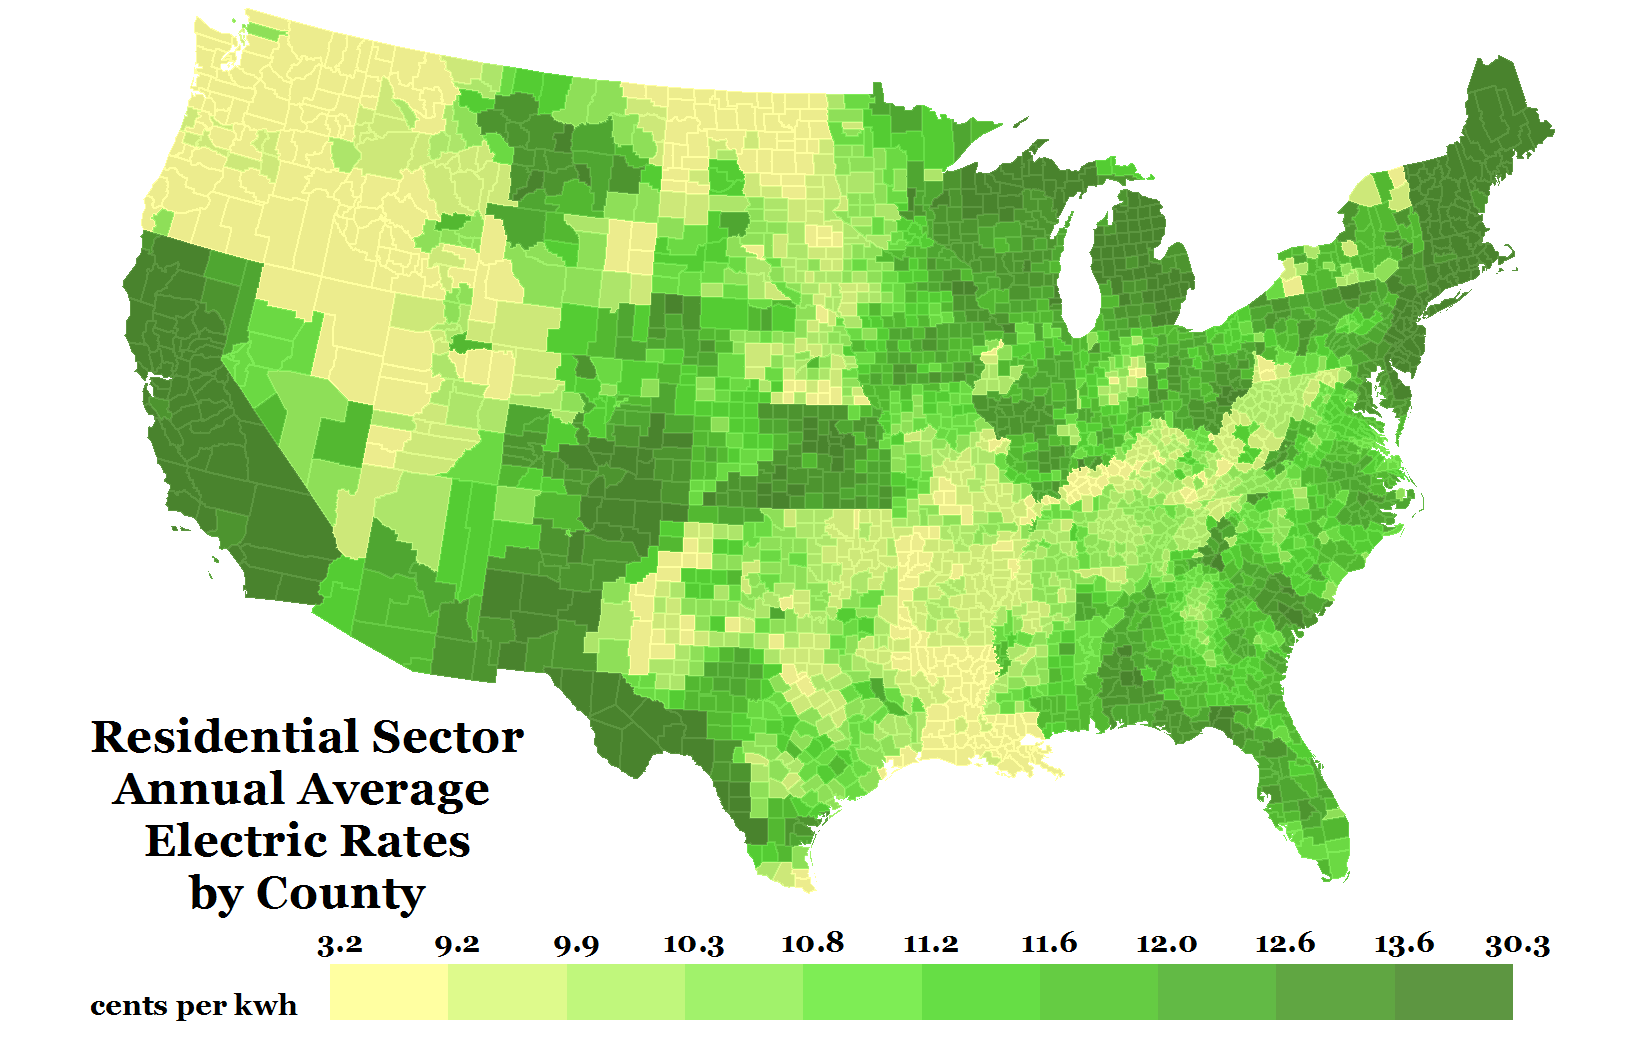 Residential Sector
Annual Average
Electric Rates
by County
3.2 9.2 9.9 10.3 10.8 11.2 11.6 12.0 12.6 13.6 30.3
cents per kwh